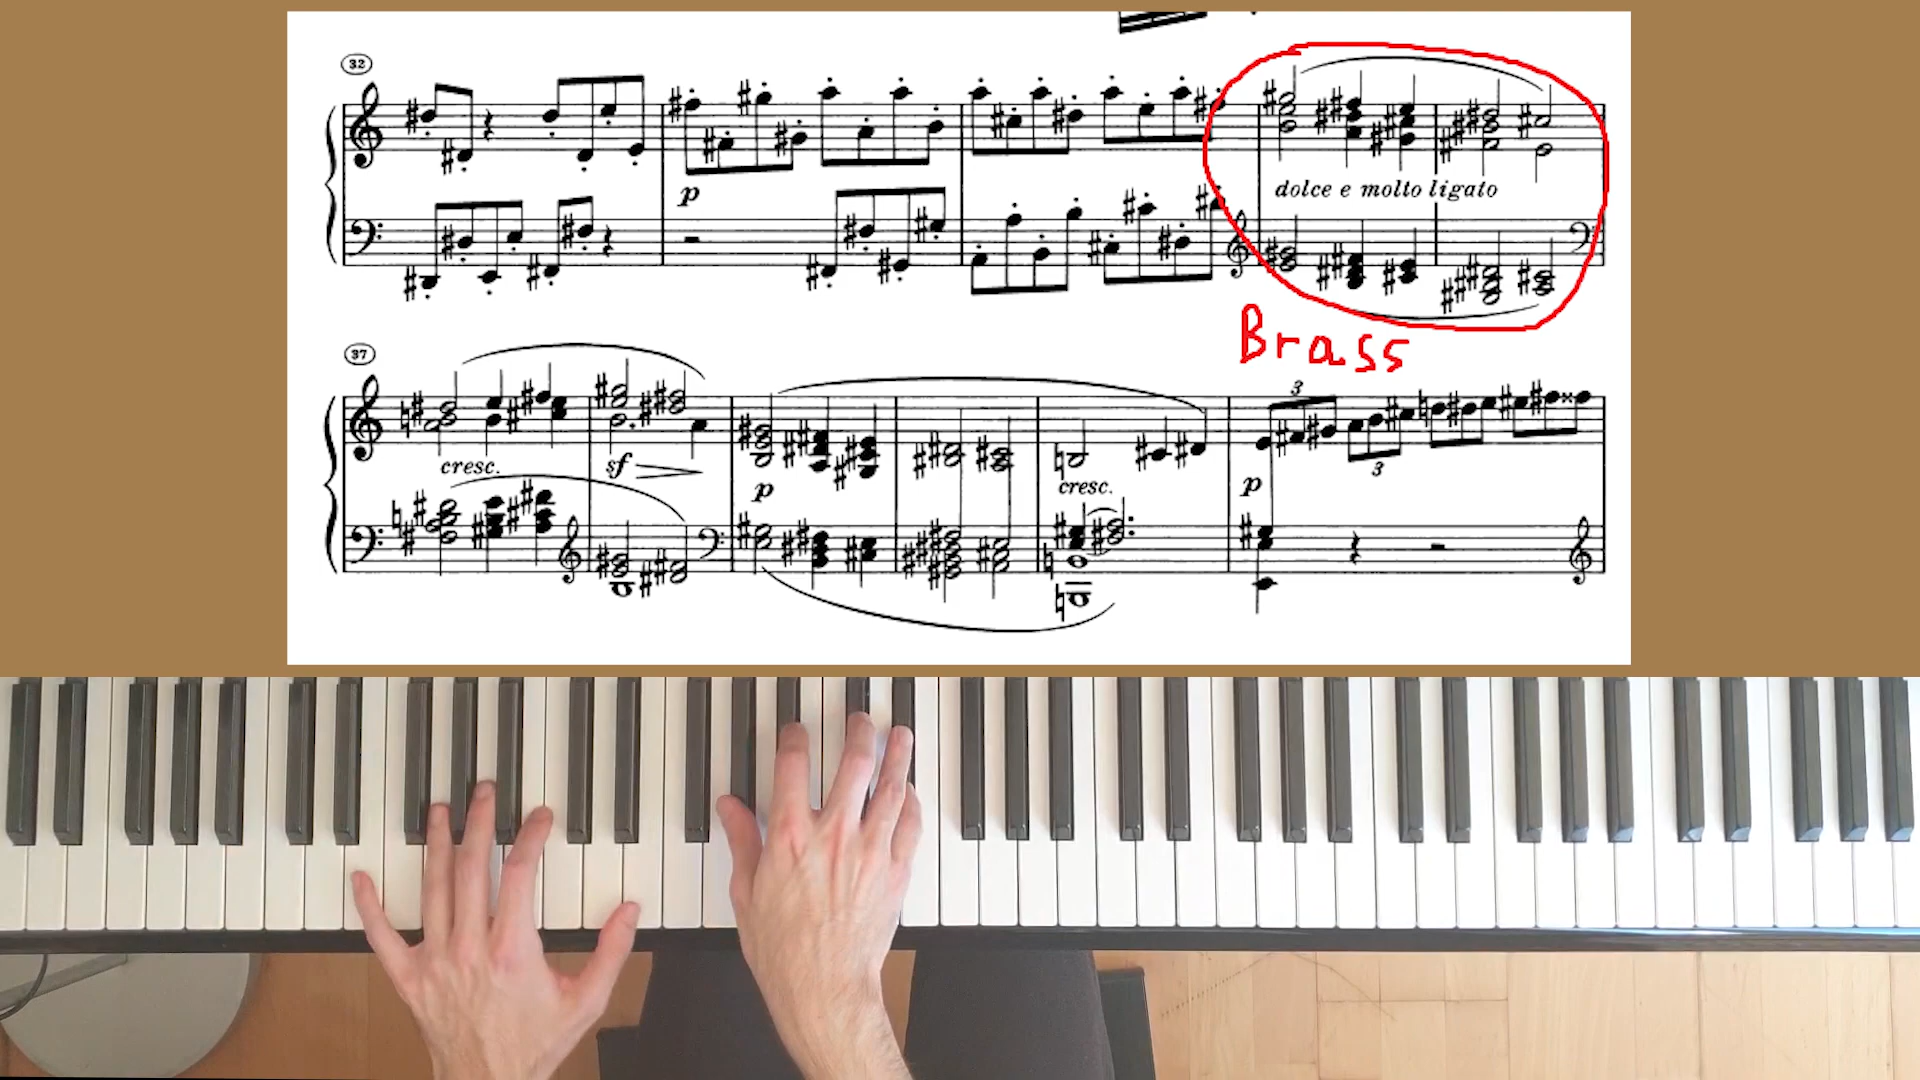 32
p
dolce e molto ligato
Brass
37
cresc.
sf
p
cresc.
3
3
p